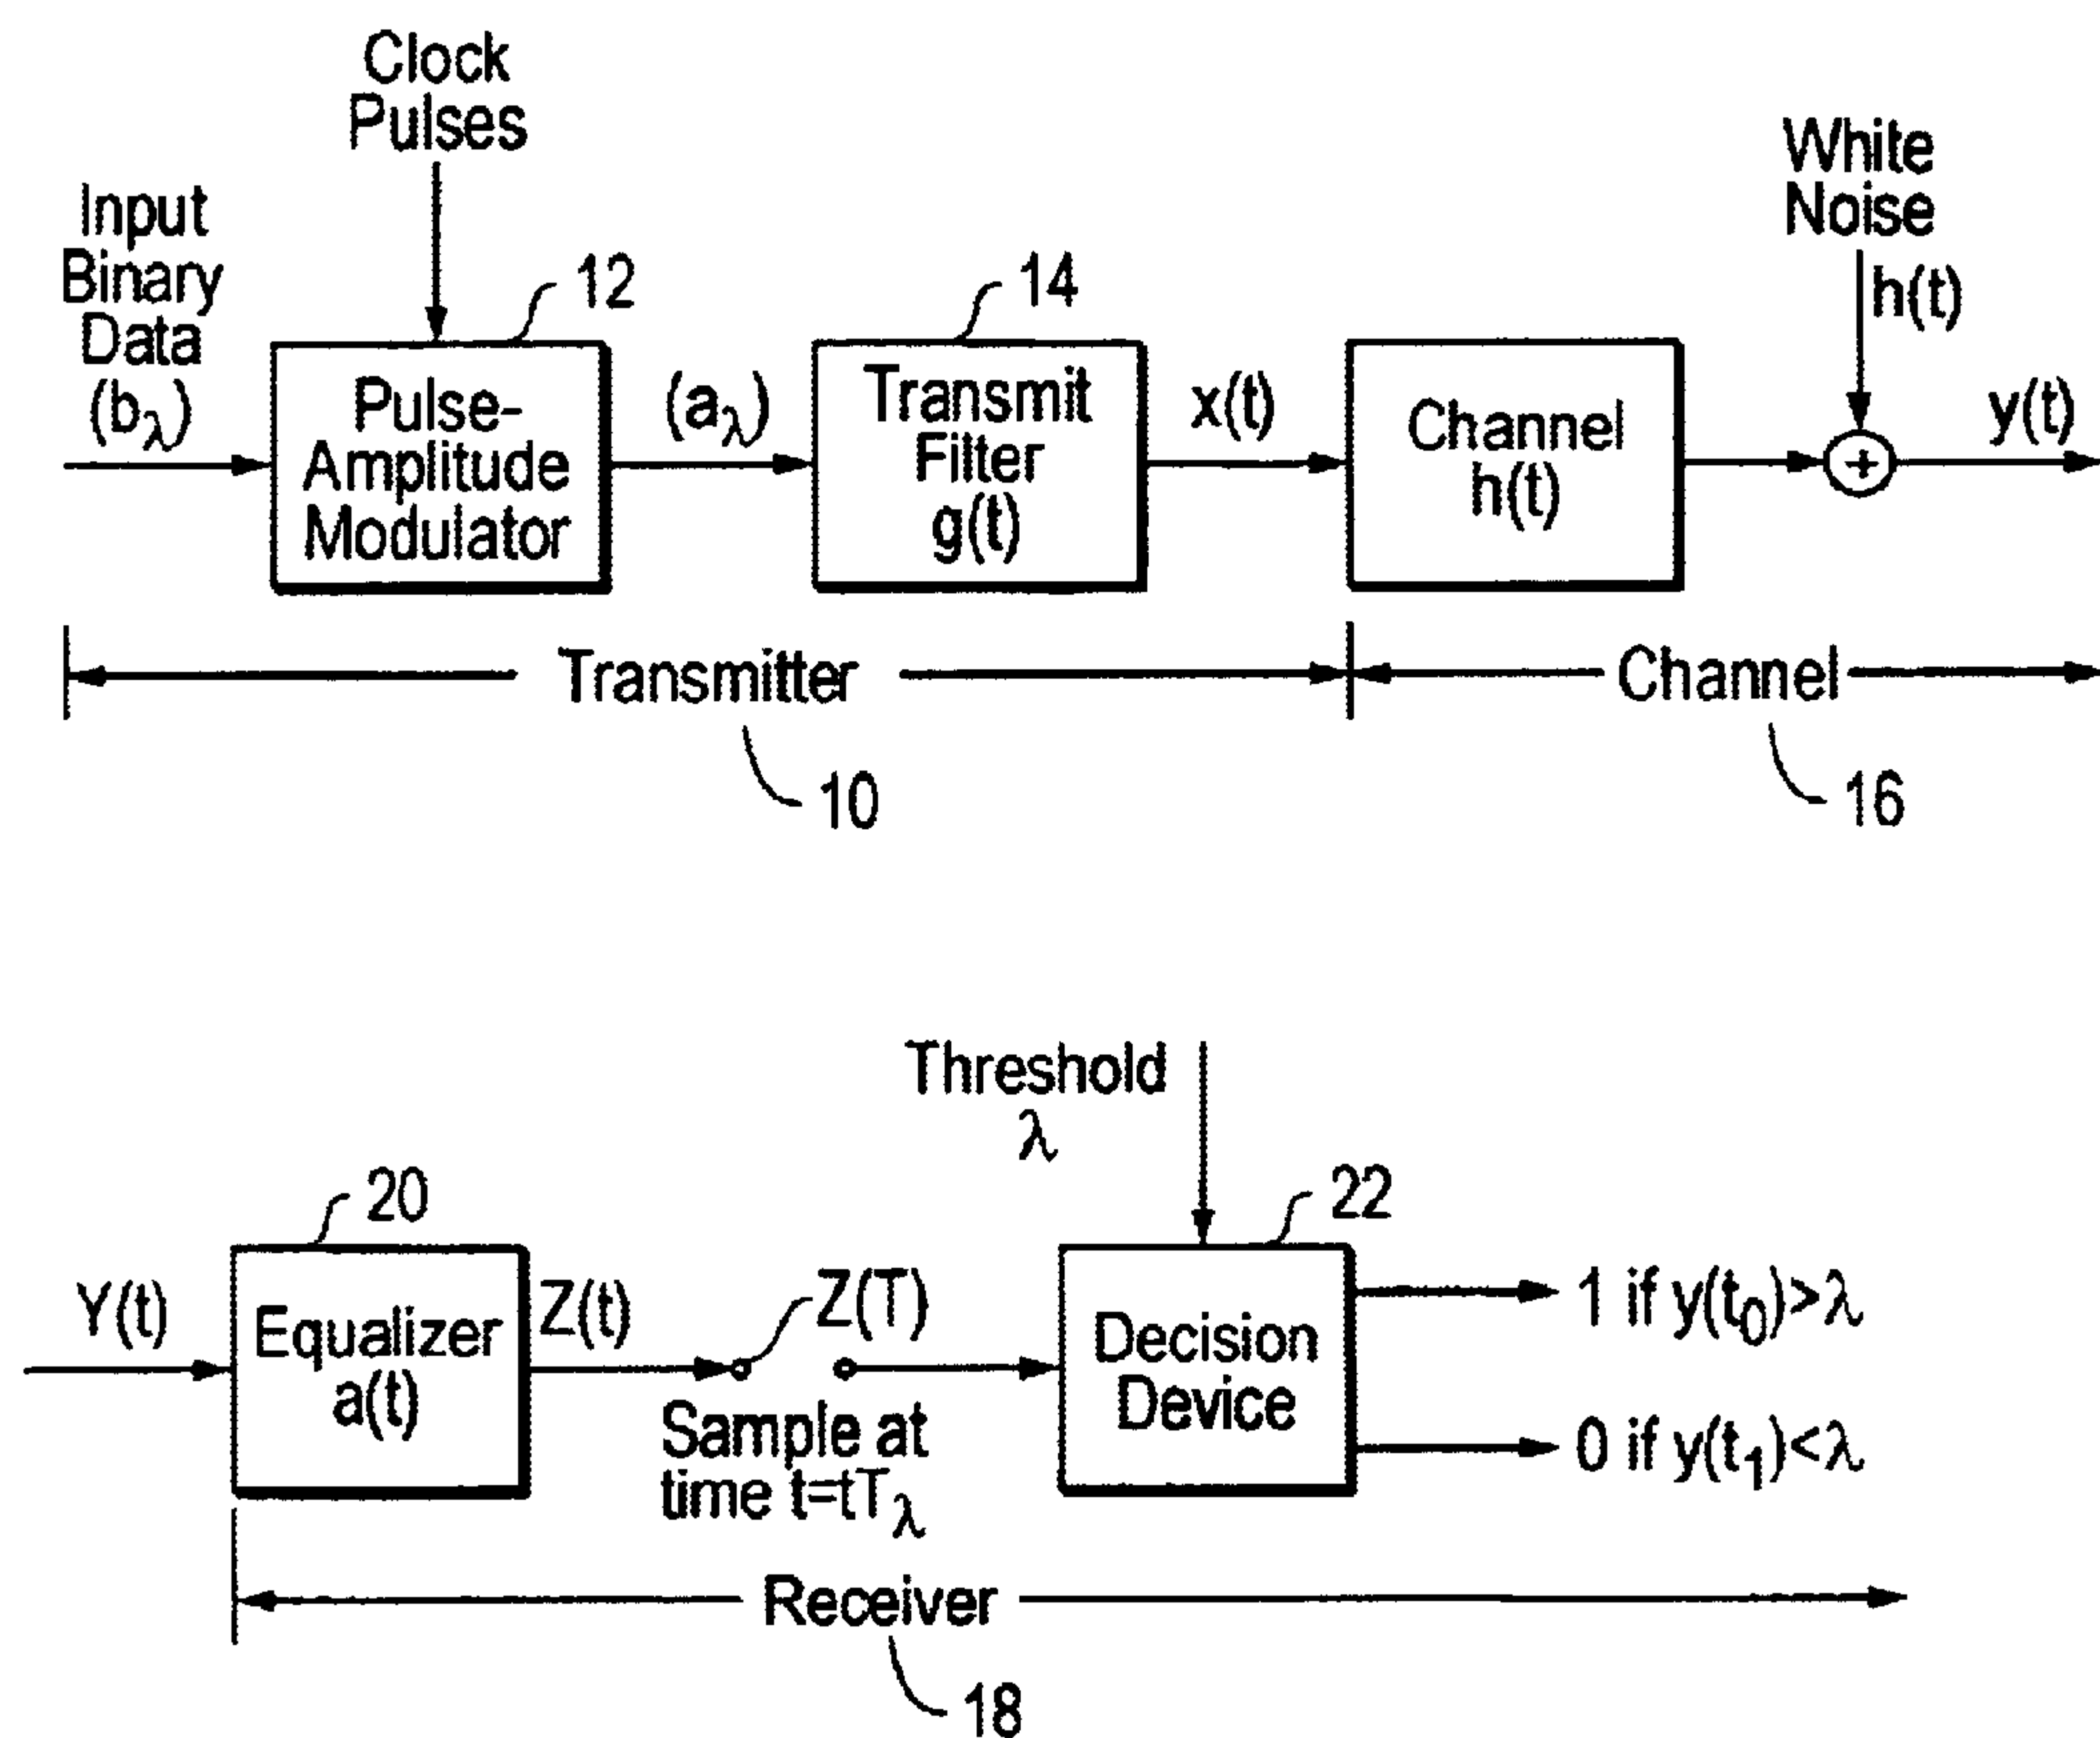 Clock
Pulses
White
Noise
h(t)
Input
Binary
Data
(bλ)
12
14
Pulse-
Amplitude
Modulator
(aλ)
Transmit
Filter
g(t)
x(t)
Channel
h(t)
+
y(t)
Transmitter
Channel
10
16
Threshold
λ
20
22
Y(t)
Equalizer
a(t)
Z(t)
Z(T)
Sample at
time t=tTλ
Decision
Device
1 if y(t0)>λ
0 if y(t1)<λ
Receiver
18